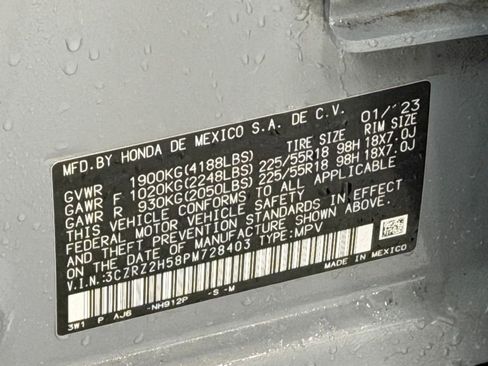 MFD.BY HONDA DE MEXICO S.A. DE C.V. 01/'23
TIRE SIZE RIM SIZE
GVWR 1900KG(4188LBS)
GAWR F 1020KG(2248LBS) 225/55R18 98H 18X7.0J
GAWR R 930KG(2050LBS) 225/55R18 98H 18X7.0J
THIS VEHICLE CONFORMS TO ALL APPLICABLE
FEDERAL MOTOR VEHICLE SAFETY
AND THEFT PREVENTION STANDARDS IN EFFECT
ON THE DATE OF MANUFACTURE SHOWN ABOVE.
V.I.N.:3C7RZ2H58PM728403 TYPE:MPV
3W1 P AJ6 -NH912P -S -M
MADE IN MEXICO